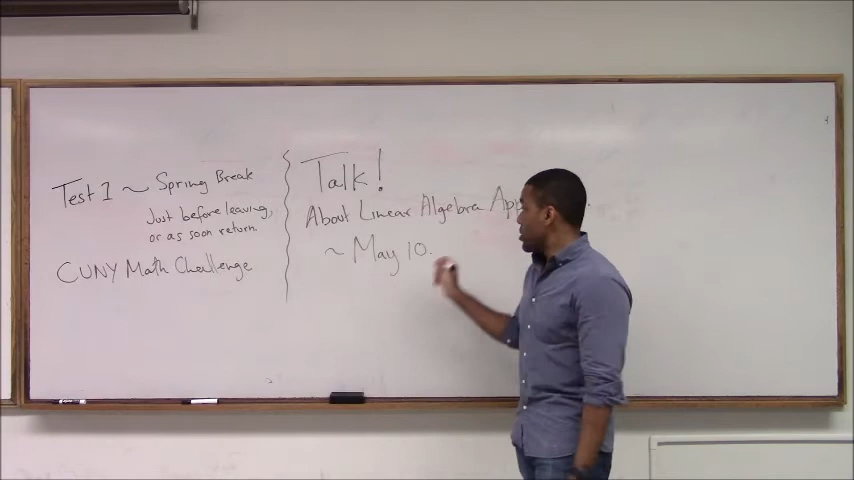 Test 1 ~ Spring Break
Just before leaving,
or as soon return.
CUNY Math Challenge
Talk!
About Linear Algebra
~ May 10.